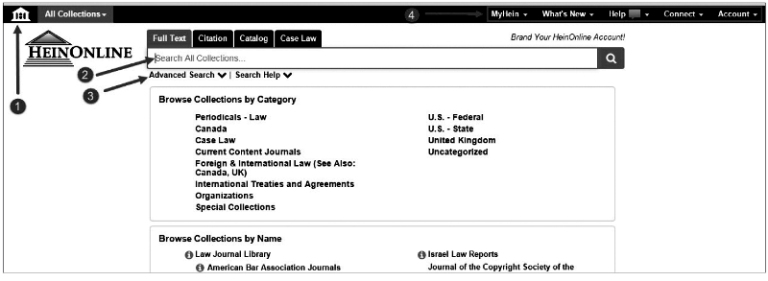 All Collections
4
MyHein
What's New
Help
Connect
Account
HEINONLINE
Full Text
Citation
Catalog
Case Law
Brand Your HeinOnline Account!
2
Search All Collections...
3
Advanced Search | Search Help
1
Browse Collections by Category
Periodicals - Law
Canada
Case Law
Current Content Journals
Foreign & International Law (See Also:
Canada, UK)
International Treaties and Agreements
Organizations
Special Collections
U.S. - Federal
U.S. - State
United Kingdom
Uncategorized
Browse Collections by Name
Law Journal Library
American Bar Association Journals
Israel Law Reports
Journal of the Copyright Society of the